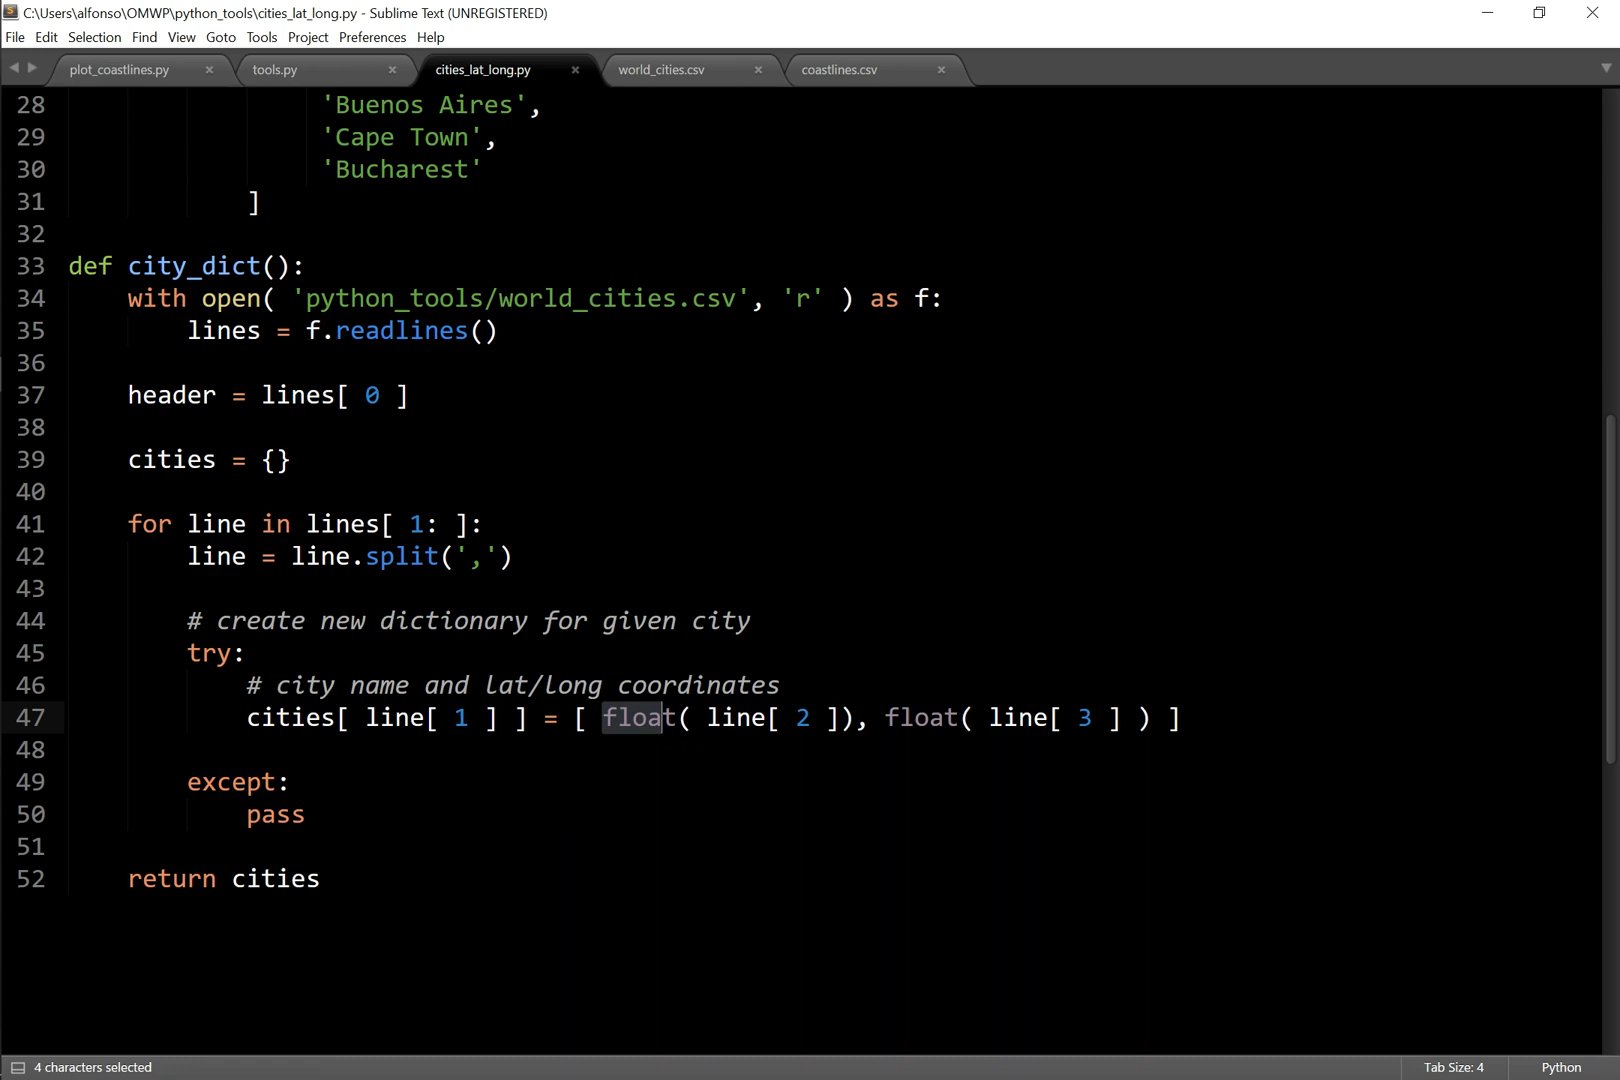 C:\Users\alfonso\OMWP\python_tools\cities_lat_long.py - Sublime Text (UNREGISTERED)
File Edit Selection Find View Goto Tools Project Preferences Help
plot_coastlines.py × tools.py × cities_lat_long.py × world_cities.csv × coastlines.csv ×
28 'Buenos Aires',
29 'Cape Town',
30 'Bucharest'
31 ]
32
33 def city_dict():
34 with open( 'python_tools/world_cities.csv', 'r' ) as f:
35 lines = f.readlines()
36
37 header = lines[ 0 ]
38
39 cities = {}
40
41 for line in lines[ 1: ]:
42 line = line.split(',')
43
44 # create new dictionary for given city
45 try:
46 # city name and lat/long coordinates
47 cities[ line[ 1 ] ] = [ float( line[ 2 ]), float( line[ 3 ] ) ]
48
49 except:
50 pass
51
52 return cities
4 characters selected Tab Size: 4 Python